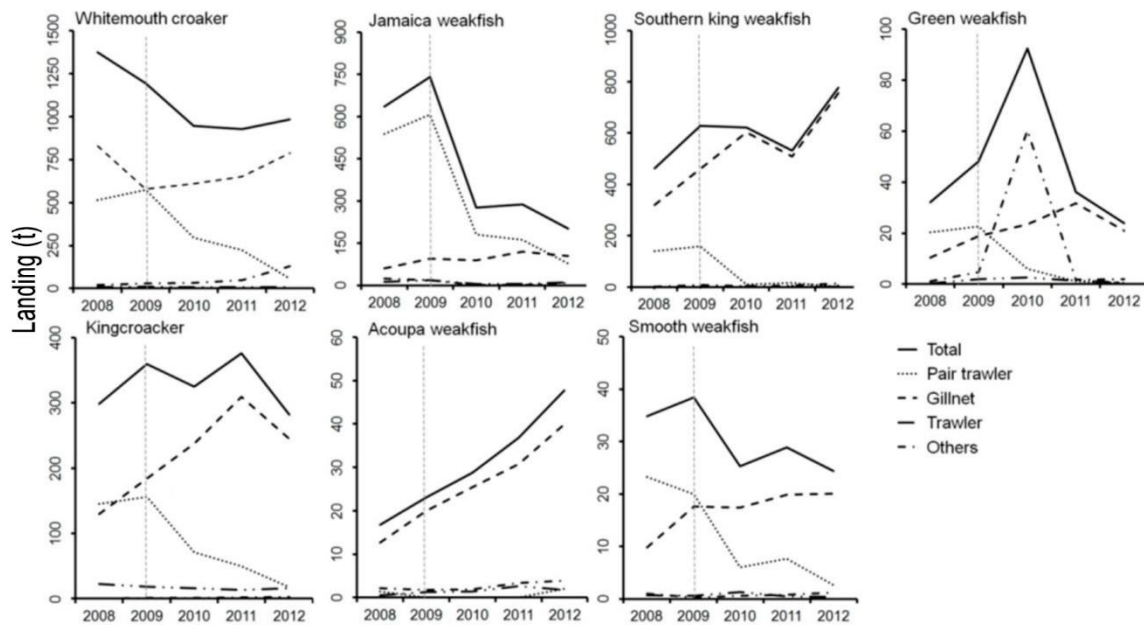 Whitemouth croaker
Jamaica weakfish
Southern king weakfish
Green weakfish
Landing (t)
0 250 500 750 1000 1250 1500
2008 2009 2010 2011 2012
0 150 300 450 600 750 900
2008 2009 2010 2011 2012
0 200 400 600 800 1000
2008 2009 2010 2011 2012
0 20 40 60 80 100
2008 2009 2010 2011 2012
Kingcroacker
Acoupa weakfish
Smooth weakfish
0 100 200 300 400
2008 2009 2010 2011 2012
0 10 20 30 40 50 60
2008 2009 2010 2011 2012
0 10 20 30 40 50
2008 2009 2010 2011 2012
Total
Pair trawler
Gillnet
Trawler
Others